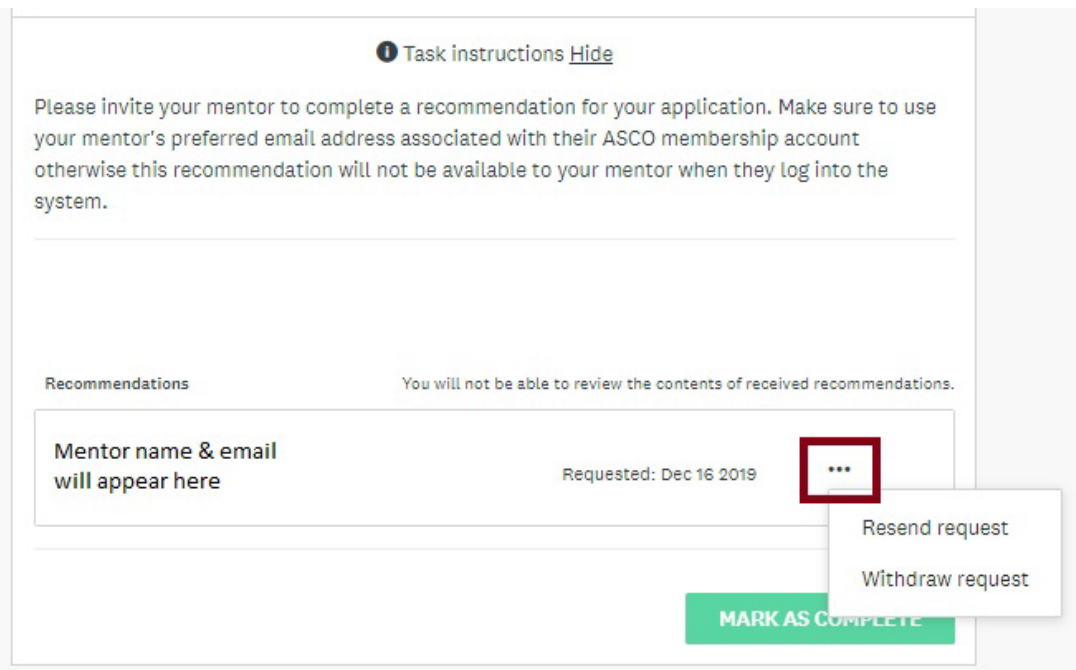 Task instructions Hide
Please invite your mentor to complete a recommendation for your application. Make sure to use
your mentor's preferred email address associated with their ASCO membership account
otherwise this recommendation will not be available to your mentor when they log into the
system.
Recommendations You will not be able to review the contents of received recommendations.
Mentor name & email
will appear here
Requested: Dec 16 2019 •••
Resend request
Withdraw request
MARK AS COMPLETE